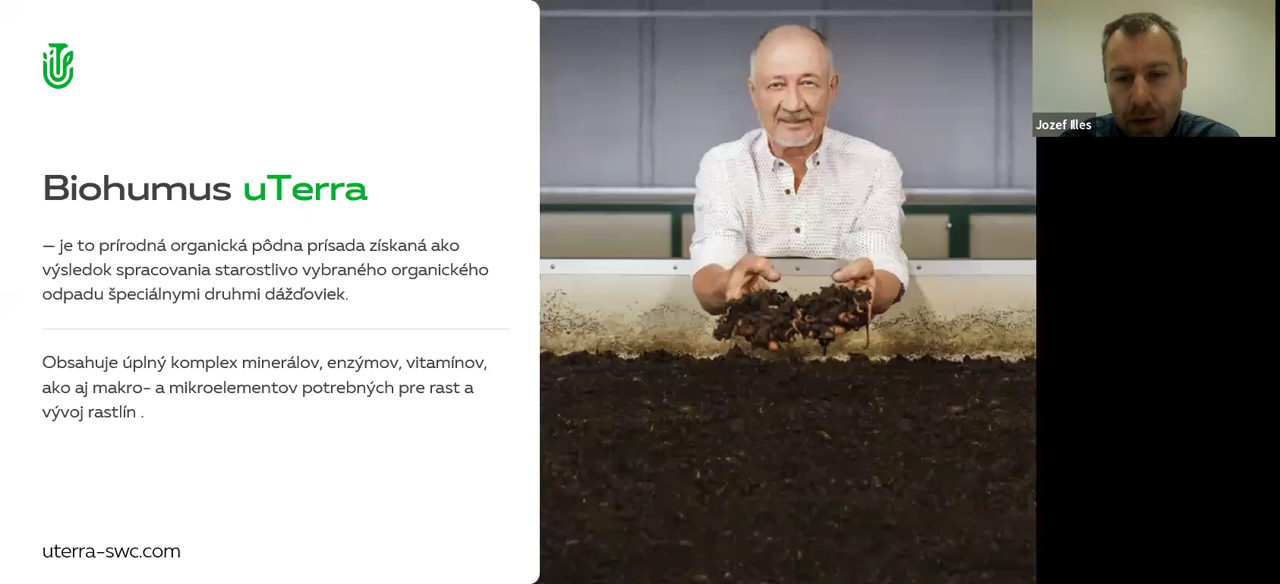 Biohumus uTerra
– je to prírodná organická pôdna prísada získaná ako
výsledok spracovania starostlivo vybraného organického
odpadu špeciálnymi druhmi dážďoviek.
Obsahuje úplný komplex minerálov, enzýmov, vitamínov,
ako aj makro- a mikroelementov potrebných pre rast a
vývoj rastlín .
uterra-swc.com
Jozef Illes